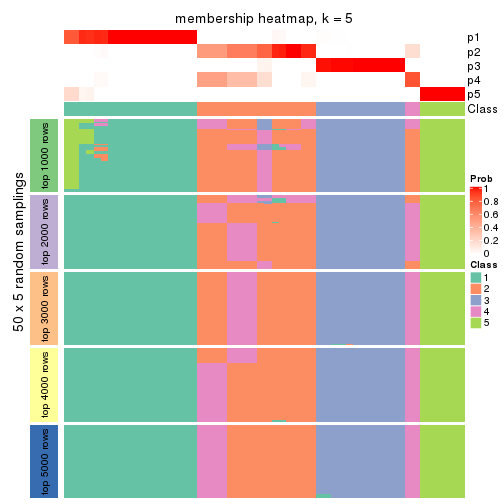 membership heatmap, k = 5
p1
p2
p3
p4
p5
Class
50 x 5 random samplings
top 1000 rows
top 2000 rows
top 3000 rows
top 4000 rows
top 5000 rows
Prob
1
0.8
0.6
0.4
0.2
0
Class
1
2
3
4
5